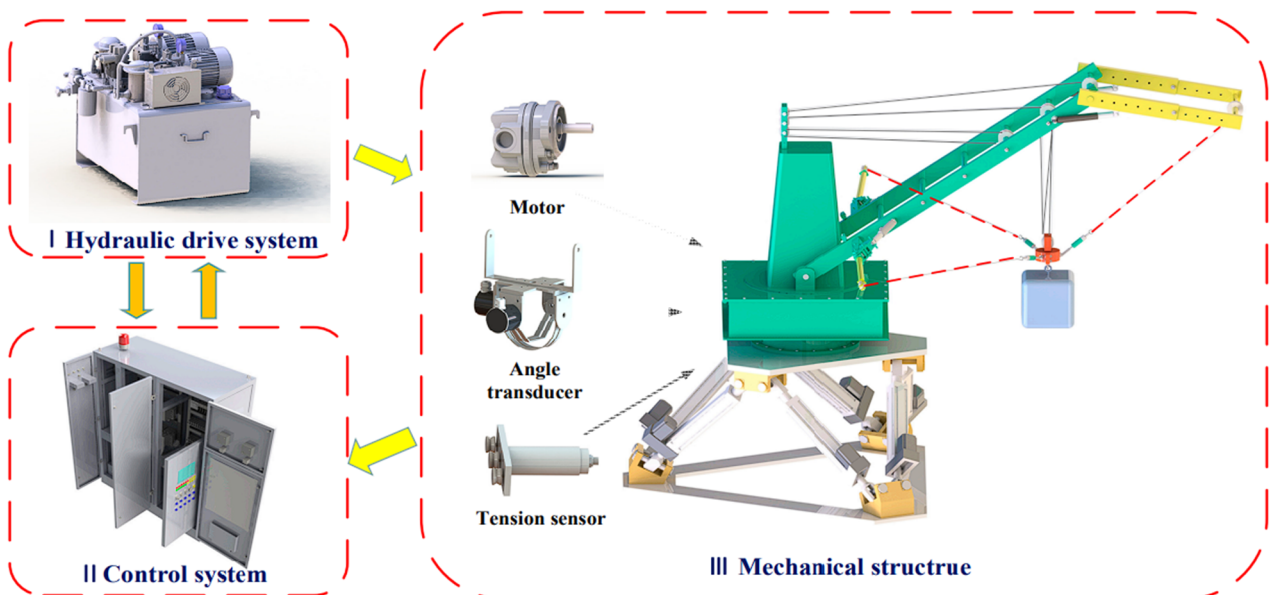 Ⅰ Hydraulic drive system
Ⅱ Control system
Motor
Angle
transducer
Tension sensor
Ⅲ Mechanical structrue